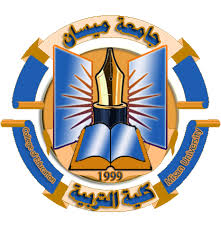 جامعة ميسان
College of Education
Misan University
1999
كلية التربية